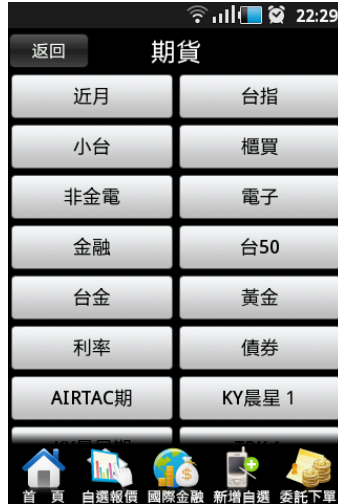 22:29
返回 期貨
近月 台指
小台 櫃買
非金電 電子
金融 台50
台金 黃金
利率 債券
AIRTAC期 KY晨星 1
首 頁 自選報價 國際金融 新增自選 委託下單